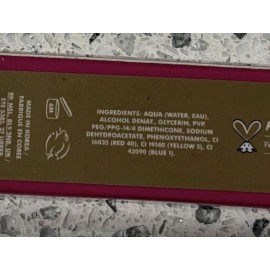 INGREDIENTS: AQUA (WATER, EAU),
ALCOHOL DENAT., GLYCERIN, PVP,
PEG/PPG-14/4 DIMETHICONE, SODIUM
DEHYDROACETATE, PHENOXYETHANOL, CI
16035 (RED 40), CI 19140 (YELLOW 5), CI
42090 (BLUE 1).
MADE IN KOREA /
FABRIQUÉ EN CORÉE
6M